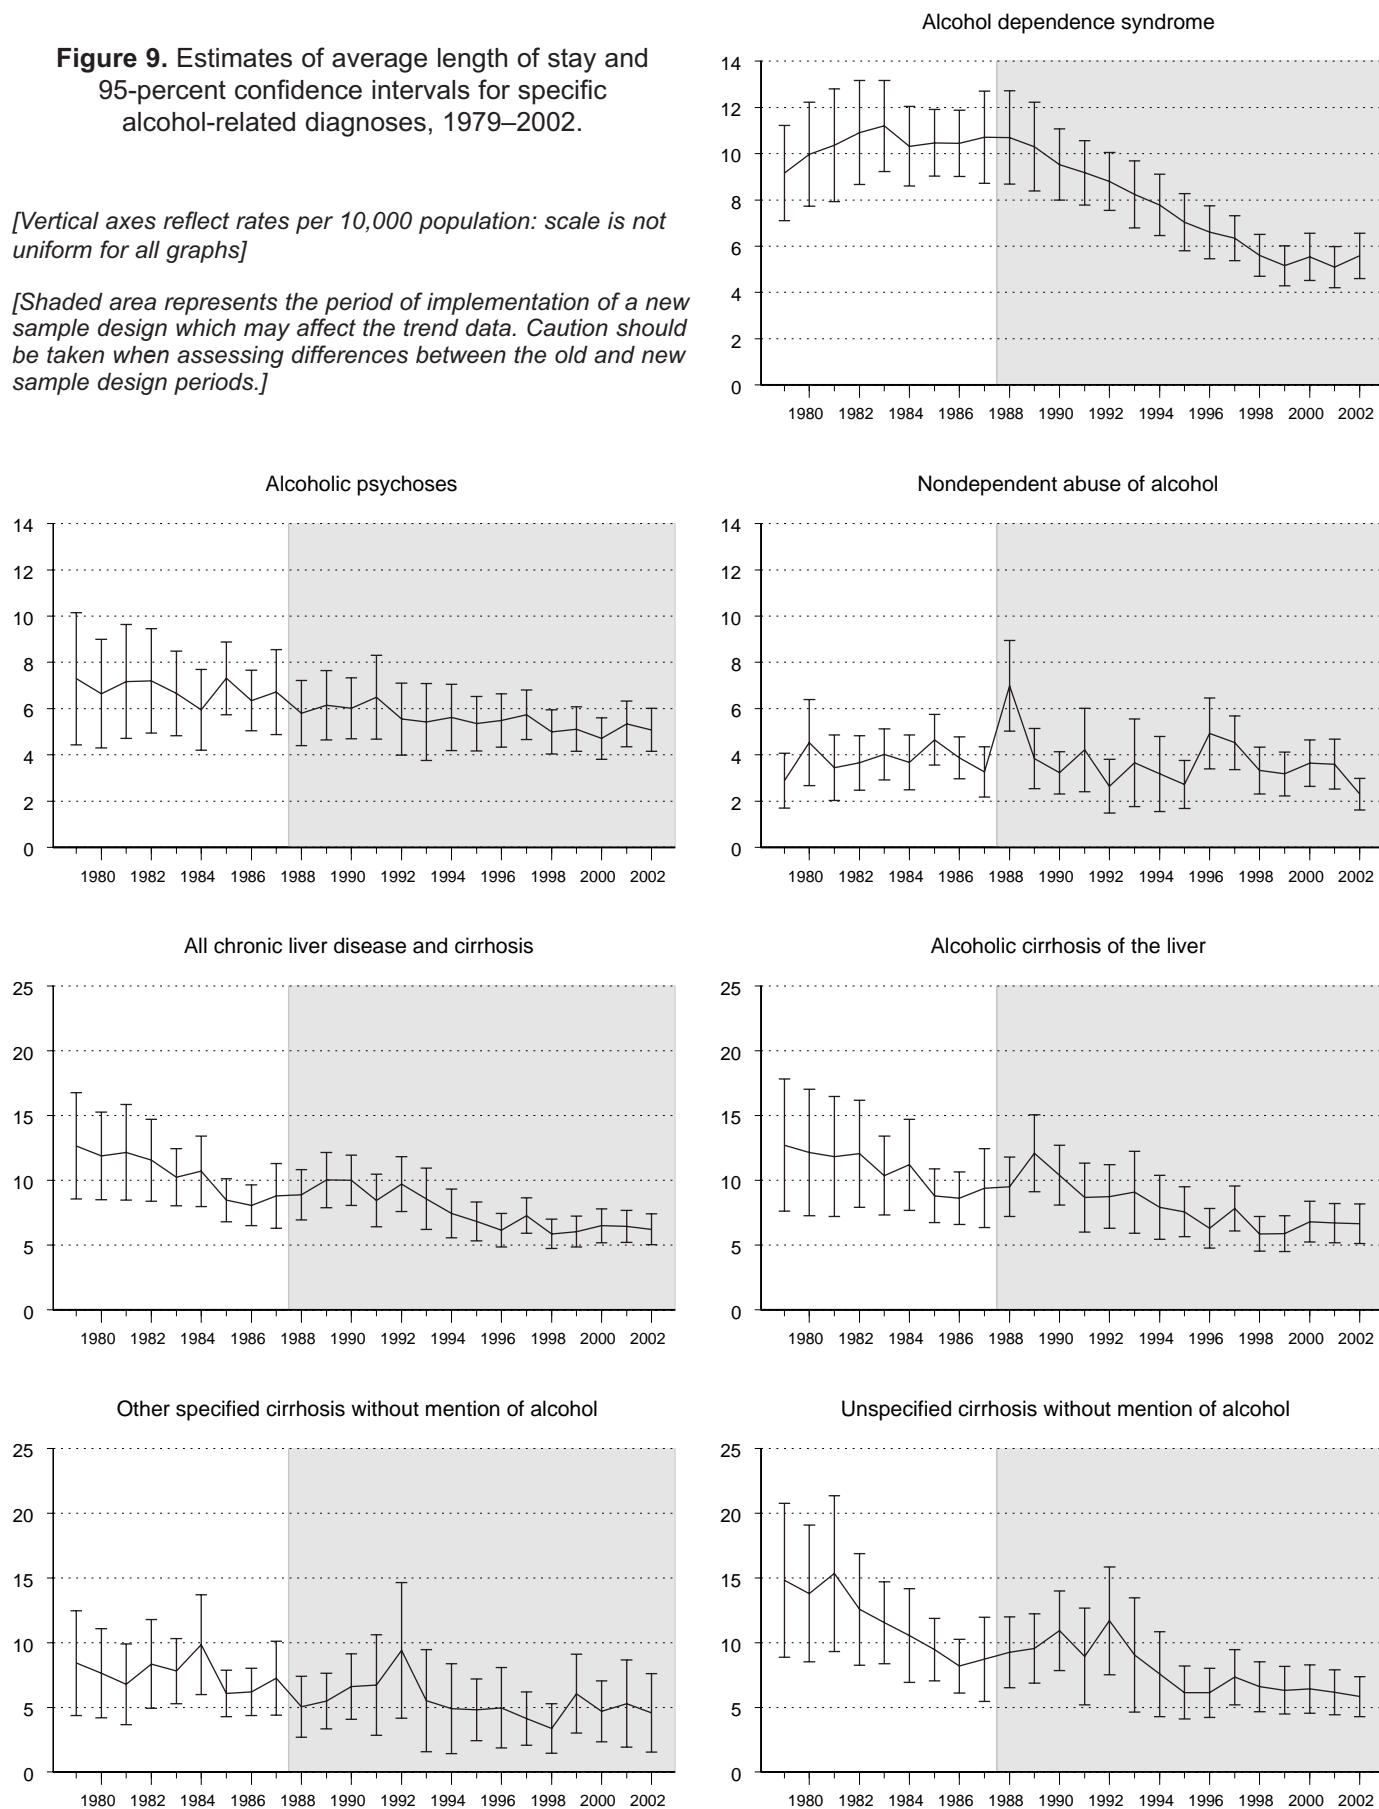 Figure 9. Estimates of average length of stay and
95-percent confidence intervals for specific
alcohol-related diagnoses, 1979–2002.
[Vertical axes reflect rates per 10,000 population: scale is not
uniform for all graphs]
[Shaded area represents the period of implementation of a new
sample design which may affect the trend data. Caution should
be taken when assessing differences between the old and new
sample design periods.]
Alcohol dependence syndrome
14
12
10
8
6
4
2
0
1980 1982 1984 1986 1988 1990 1992 1994 1996 1998 2000 2002
Alcoholic psychoses
14
12
10
8
6
4
2
0
1980 1982 1984 1986 1988 1990 1992 1994 1996 1998 2000 2002
Nondependent abuse of alcohol
14
12
10
8
6
4
2
0
1980 1982 1984 1986 1988 1990 1992 1994 1996 1998 2000 2002
All chronic liver disease and cirrhosis
25
20
15
10
5
0
1980 1982 1984 1986 1988 1990 1992 1994 1996 1998 2000 2002
Alcoholic cirrhosis of the liver
25
20
15
10
5
0
1980 1982 1984 1986 1988 1990 1992 1994 1996 1998 2000 2002
Other specified cirrhosis without mention of alcohol
25
20
15
10
5
0
1980 1982 1984 1986 1988 1990 1992 1994 1996 1998 2000 2002
Unspecified cirrhosis without mention of alcohol
25
20
15
10
5
0
1980 1982 1984 1986 1988 1990 1992 1994 1996 1998 2000 2002